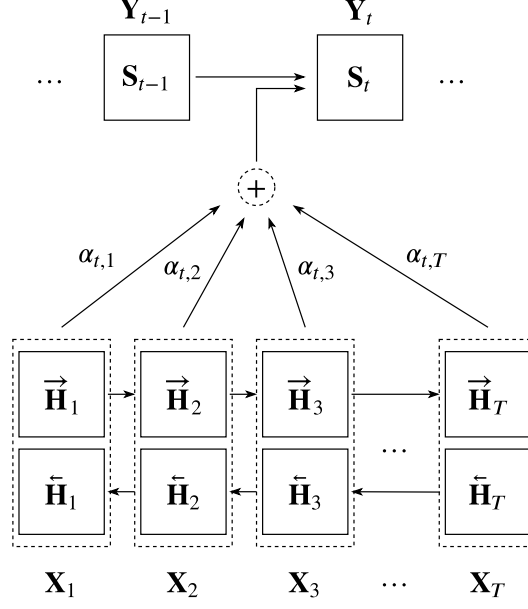 Y_{t−1} Y_t
... S_{t−1} S_t ...
+
α_{t,1} α_{t,2} α_{t,3} α_{t,T}
→H_1 →H_2 →H_3 →H_T
...
←H_1 ←H_2 ←H_3 ←H_T
X_1 X_2 X_3 ... X_T